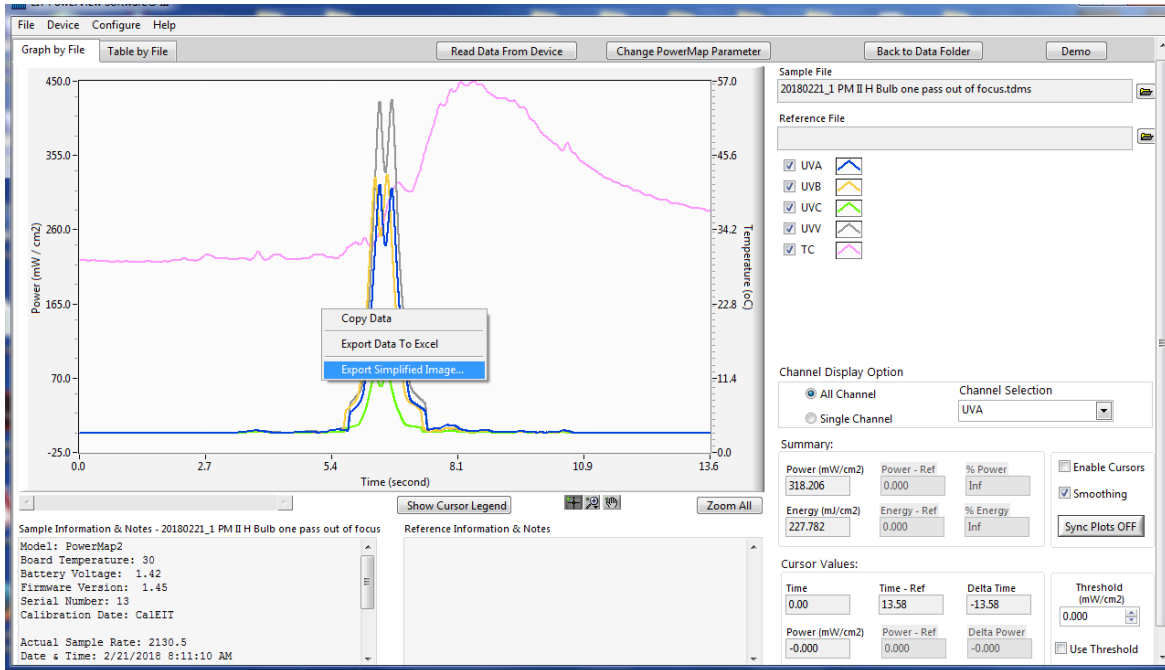 EIT PowerView Software® III
File Device Configure Help
Graph by File Table by File Read Data From Device Change PowerMap Parameter Back to Data Folder Demo
Sample File
20180221_1 PM II H Bulb one pass out of focus.tdms
Reference File
UVA
UVB
UVC
UVV
TC
450.0
355.0
260.0
165.0
70.0
-25.0
Power (mW / cm2)
57.0
45.6
34.2
22.8
11.4
0.0
Temperature (oC)
0.0 2.7 5.4 8.1 10.9 13.6
Time (second)
Copy Data
Export Data To Excel
Export Simplified Image...
Channel Display Option
All Channel
Single Channel
Channel Selection
UVA
Show Cursor Legend Zoom All
Summary:
Power (mW/cm2) Power - Ref % Power
318.206 0.000 Inf
Energy (mJ/cm2) Energy - Ref % Energy
227.782 0.000 Inf
Enable Cursors
Smoothing
Sync Plots OFF
Sample Information & Notes - 20180221_1 PM II H Bulb one pass out of focus
Model: PowerMap2
Board Temperature: 30
Battery Voltage: 1.42
Firmware Version: 1.45
Serial Number: 13
Calibration Date: CalEIT
Actual Sample Rate: 2130.5
Date & Time: 2/21/2018 8:11:10 AM
Reference Information & Notes
Cursor Values:
Time Time - Ref Delta Time
0.00 13.58 -13.58
Power (mW/cm2) Power - Ref Delta Power
-0.000 0.000 -0.000
Threshold
(mW/cm2)
0.000
Use Threshold